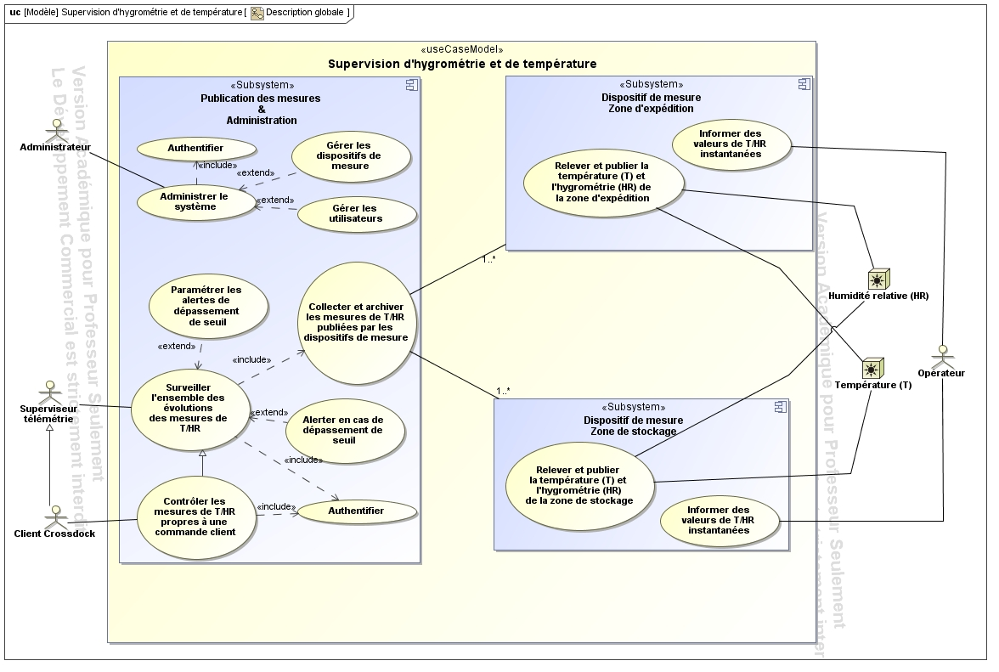 uc [Modèle] Supervision d'hygrométrie et de température [ Description globale ]
«useCaseModel»
Supervision d'hygrométrie et de température
«Subsystem»
Publication des mesures
&
Administration
Authentifier
«include»
Gérer les
dispositifs de
mesure
«extend»
Administrer le
système
«extend»
Gérer les
utilisateurs
Paramétrer les
alertes de
dépassement
de seuil
«extend»
Collecter et archiver
les mesures de T/HR
publiées par les
dispositifs de mesure
«include»
Surveiller
l'ensemble des
évolutions
des mesures de
T/HR
«extend»
Alerter en cas de
dépassement de
seuil
«include»
Contrôler les
mesures de T/HR
propres à une
commande client
«include»
Authentifier
Administrateur
Superviseur
télémétrie
Client Crossdock
«Subsystem»
Dispositif de mesure
Zone d'expédition
Informer des
valeurs de T/HR
instantanées
Relever et publier la
température (T) et
l'hygrométrie (HR) de
la zone d'expédition
1..*
1..*
«Subsystem»
Dispositif de mesure
Zone de stockage
Relever et publier
la température (T) et
l'hygrométrie (HR)
de la zone de stockage
Informer des
valeurs de T/HR
instantanées
Humidité relative (HR)
Température (T)
Opérateur
Version Académique pour Professeur Seulement
Le Développement Commercial est strictement interdit
Version Académique pour Professeur Seulement